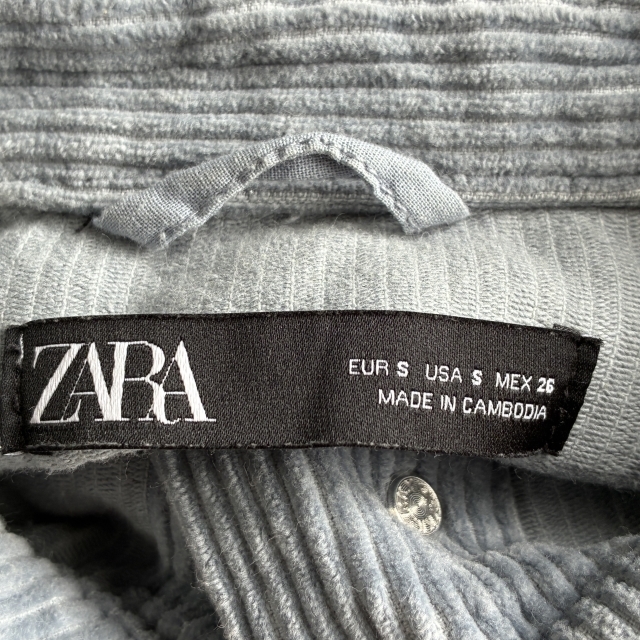 ZARA
EUR S USA S MEX 26
MADE IN CAMBODIA